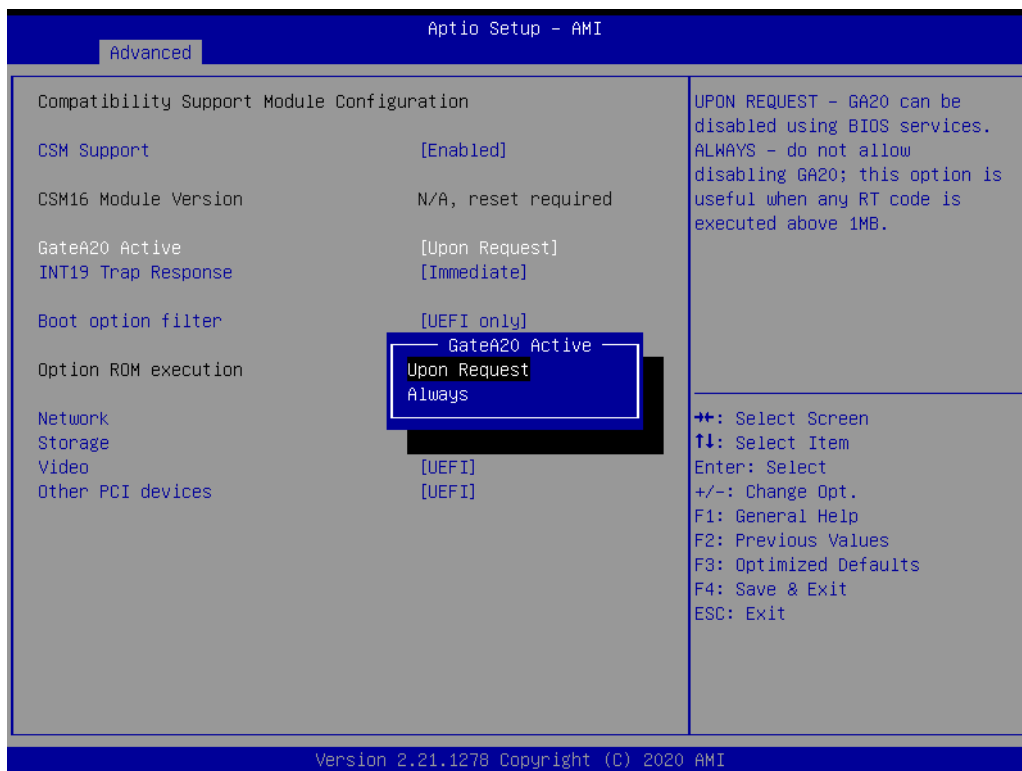 Aptio Setup – AMI
Advanced
Compatibility Support Module Configuration
CSM Support [Enabled]
CSM16 Module Version N/A, reset required
GateA20 Active [Upon Request]
INT19 Trap Response [Immediate]
Boot option filter [UEFI only]
GateA20 Active
Option ROM execution
Upon Request
Always
Network
Storage
Video [UEFI]
Other PCI devices [UEFI]
UPON REQUEST – GA20 can be
disabled using BIOS services.
ALWAYS – do not allow
disabling GA20; this option is
useful when any RT code is
executed above 1MB.
→←: Select Screen
↑↓: Select Item
Enter: Select
+/-: Change Opt.
F1: General Help
F2: Previous Values
F3: Optimized Defaults
F4: Save & Exit
ESC: Exit
Version 2.21.1278 Copyright (C) 2020 AMI